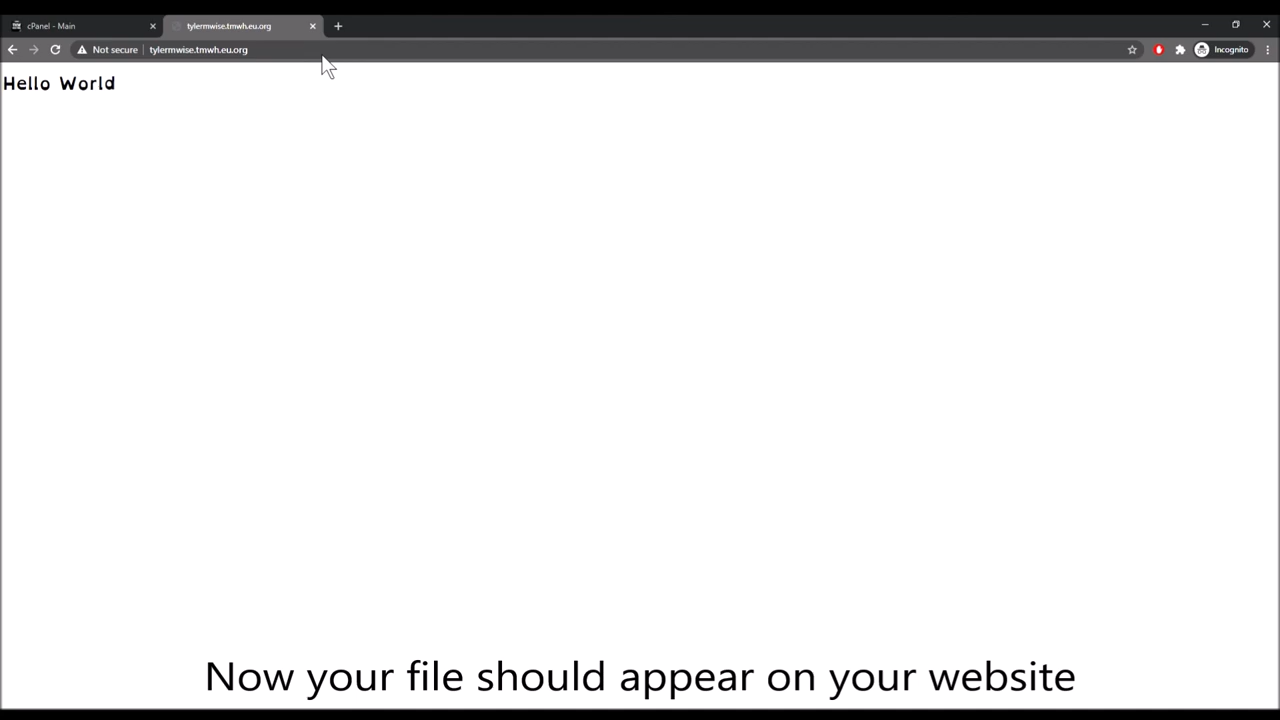 cPanel - Main
tylermwise.tmwh.eu.org
Not secure
tylermwise.tmwh.eu.org
Incognito
Hello World
Now your file should appear on your website